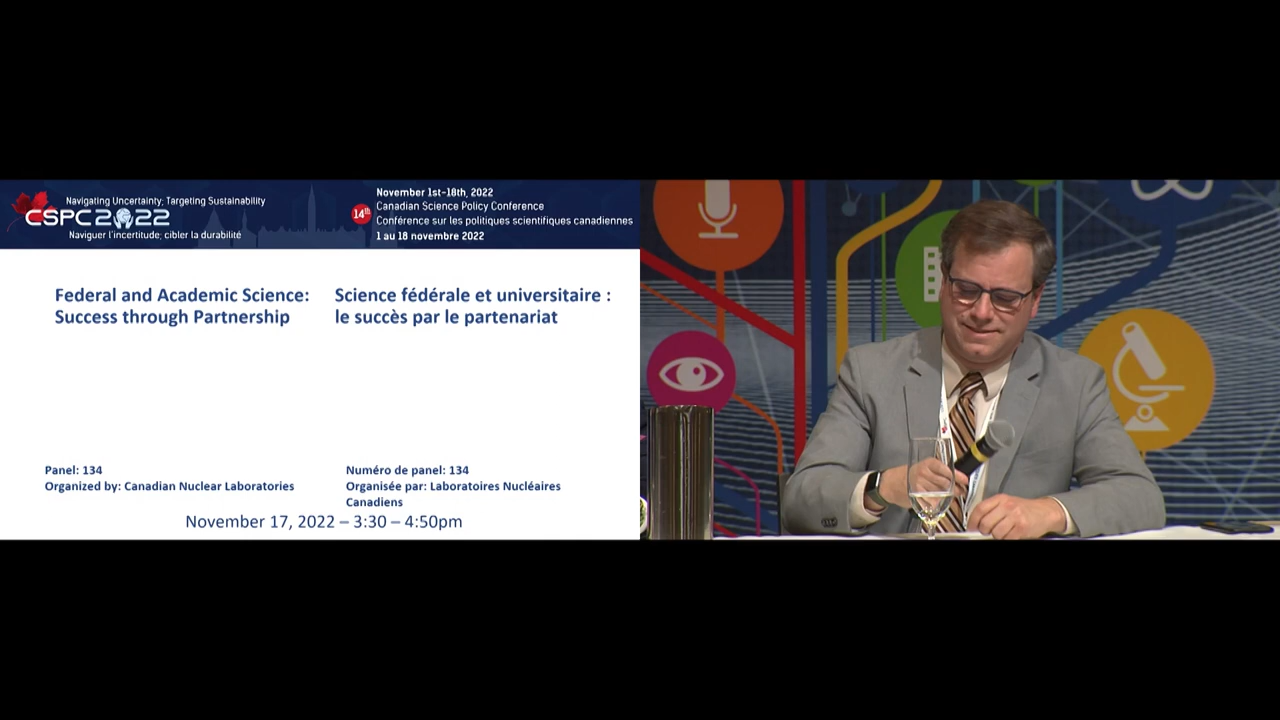 Navigating Uncertainty; Targeting Sustainability
CSPC 2022
Naviguer l'incertitude; cibler la durabilité
14th
November 1st-18th, 2022
Canadian Science Policy Conference
Conférence sur les politiques scientifiques canadiennes
1 au 18 novembre 2022
Federal and Academic Science:
Success through Partnership
Science fédérale et universitaire :
le succès par le partenariat
Panel: 134
Organized by: Canadian Nuclear Laboratories
Numéro de panel: 134
Organisée par: Laboratoires Nucléaires
Canadiens
November 17, 2022 – 3:30 – 4:50pm